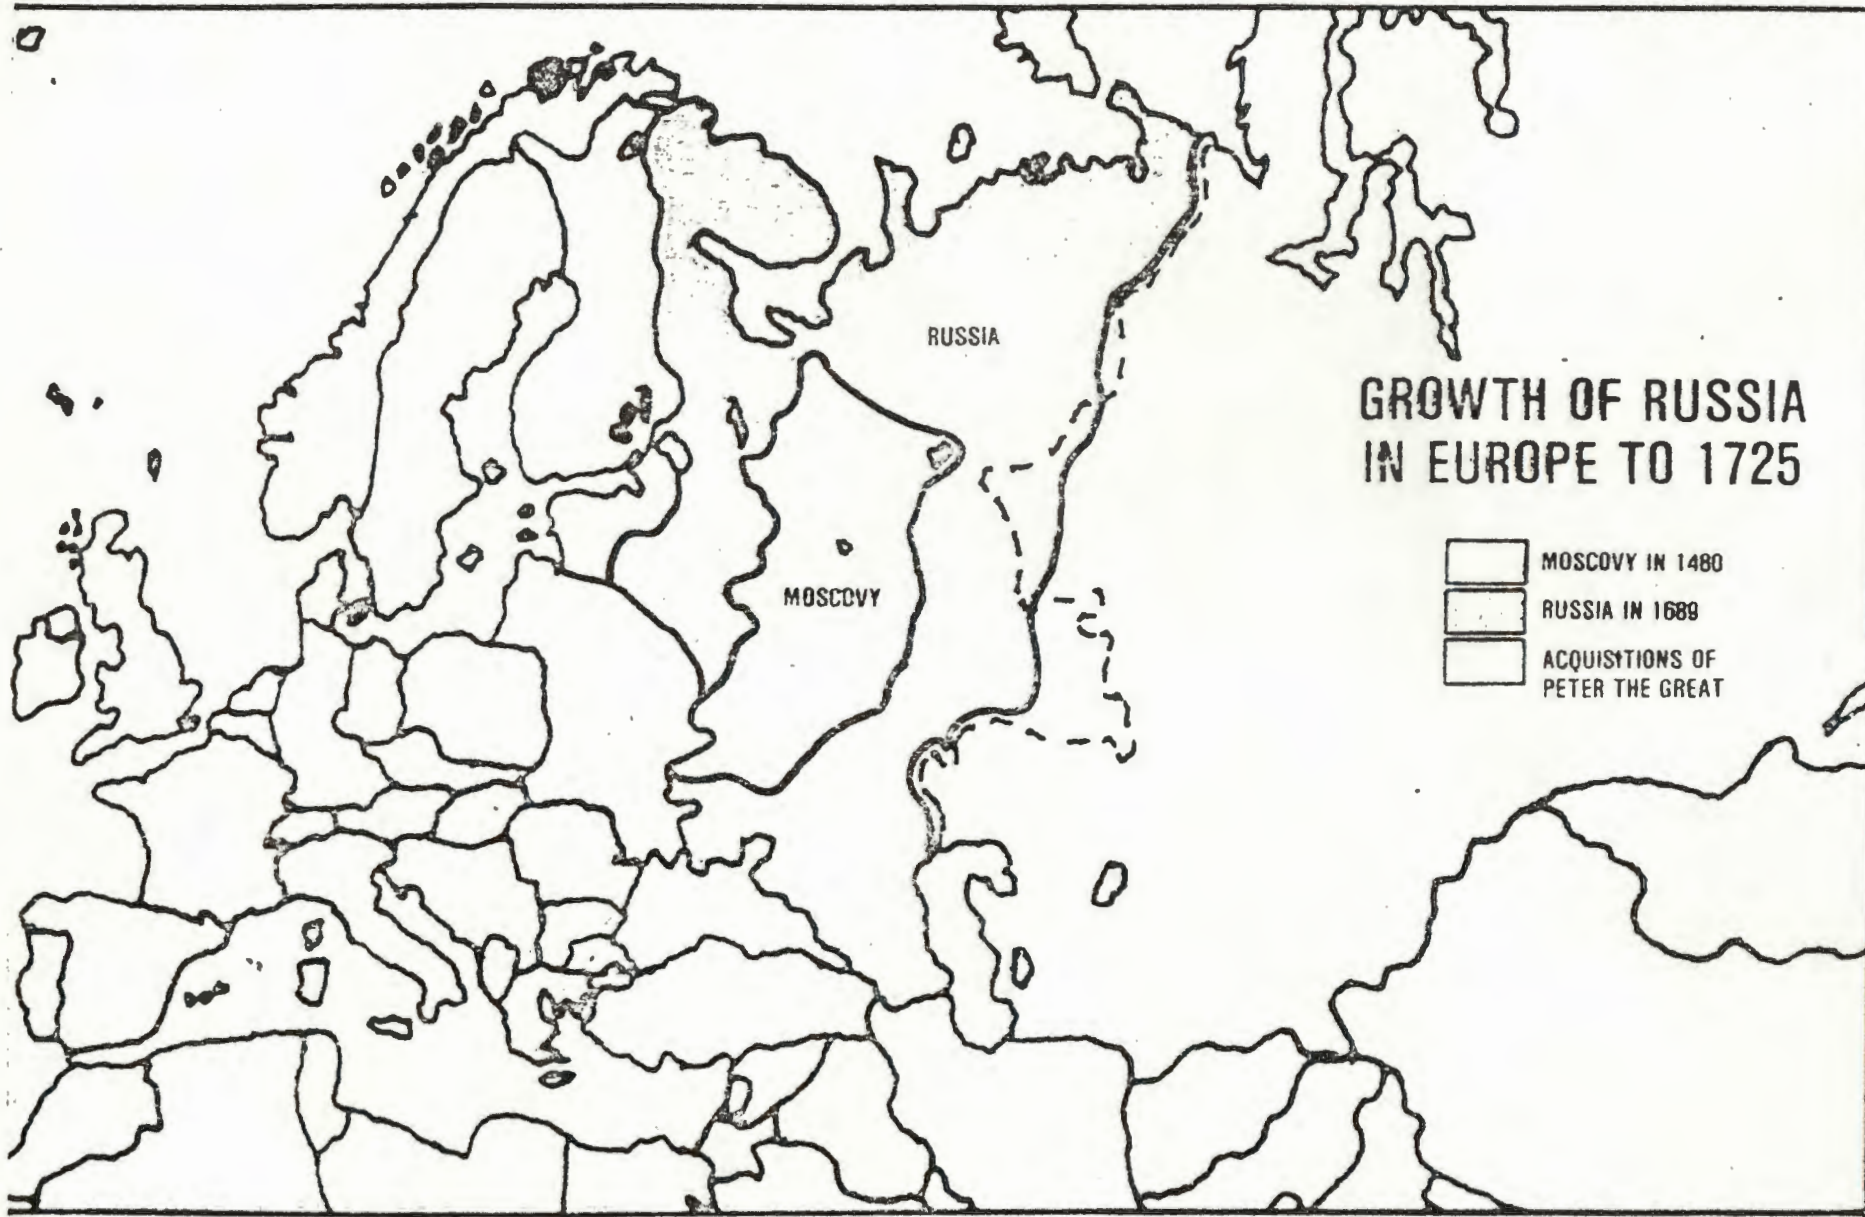 RUSSIA
GROWTH OF RUSSIA
IN EUROPE TO 1725
MOSCOVY IN 1480
MOSCOVY
RUSSIA IN 1689
ACQUISITIONS OF
PETER THE GREAT